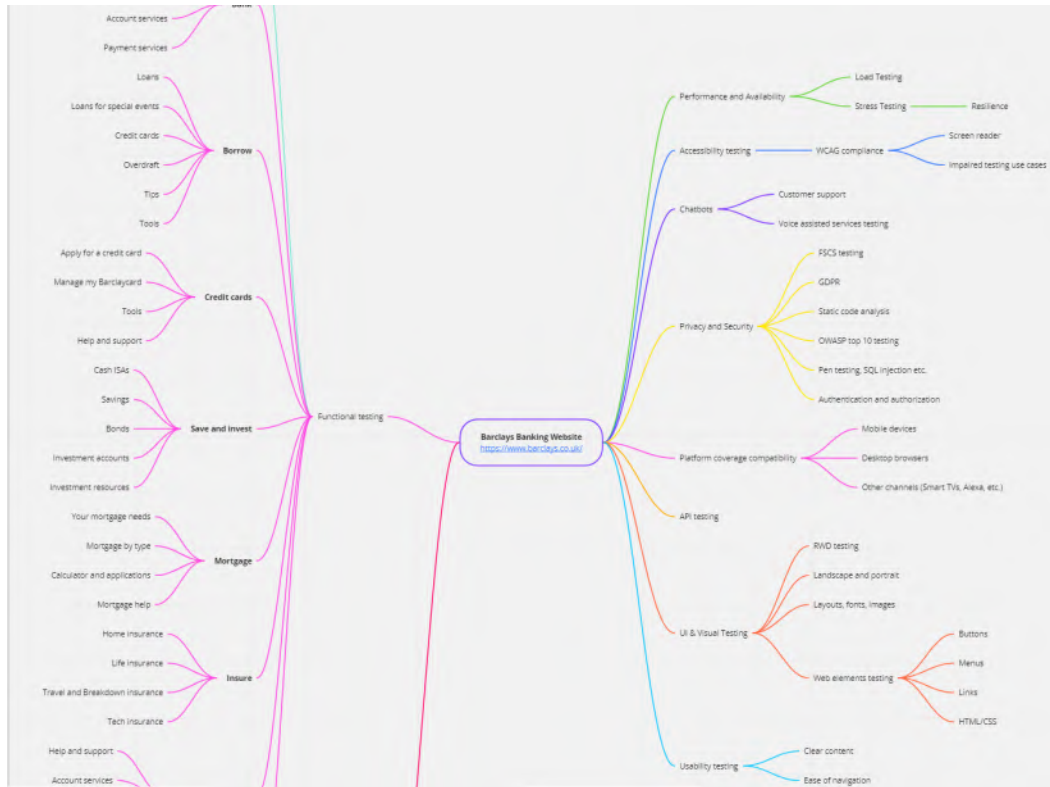 Account services
Payment services
Loans
Loans for special events
Credit cards
Overdraft
Tips
Tools
Borrow
Apply for a credit card
Manage my Barclaycard
Tools
Help and support
Credit cards
Cash ISAs
Savings
Bonds
Investment accounts
Investment resources
Save and invest
Your mortgage needs
Mortgage by type
Calculator and applications
Mortgage help
Mortgage
Home insurance
Life insurance
Travel and Breakdown insurance
Tech insurance
Insure
Help and support
Account services
Functional testing
Barclays Banking Website
https://www.barclays.co.uk/
Performance and Availability
Load Testing
Stress Testing
Resilience
Accessibility testing
WCAG compliance
Screen reader
Impaired testing use cases
Chatbots
Customer support
Voice assisted services testing
Privacy and Security
FSCS testing
GDPR
Static code analysis
OWASP top 10 testing
Pen testing, SQL injection etc.
Authentication and authorization
Platform coverage compatibility
Mobile devices
Desktop browsers
Other channels (Smart TVs, Alexa, etc.)
API testing
UI & Visual Testing
RWD testing
Landscape and portrait
Layouts, fonts, images
Web elements testing
Buttons
Menus
Links
HTML/CSS
Usability testing
Clear content
Ease of navigation